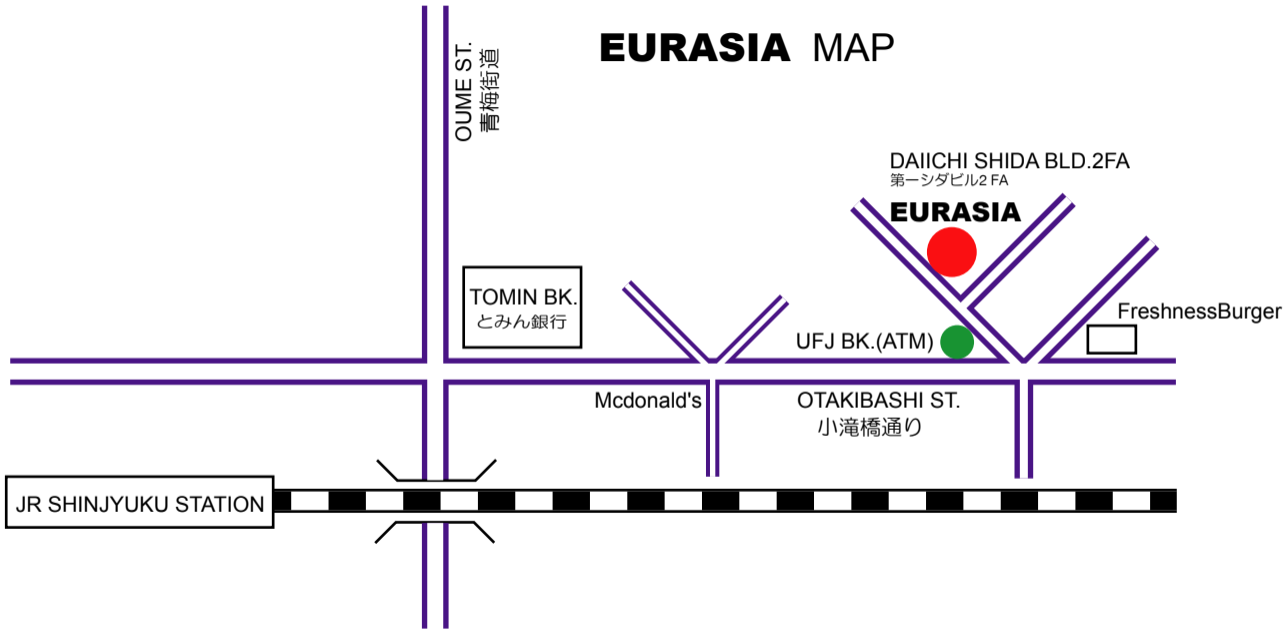 EURASIA MAP
OUME ST.
青梅街道
DAIICHI SHIDA BLD.2FA
第一シダビル2 FA
EURASIA
TOMIN BK.
とみん銀行
FreshnessBurger
UFJ BK.(ATM)
Mcdonald's
OTAKIBASHI ST.
小滝橋通り
JR SHINJYUKU STATION